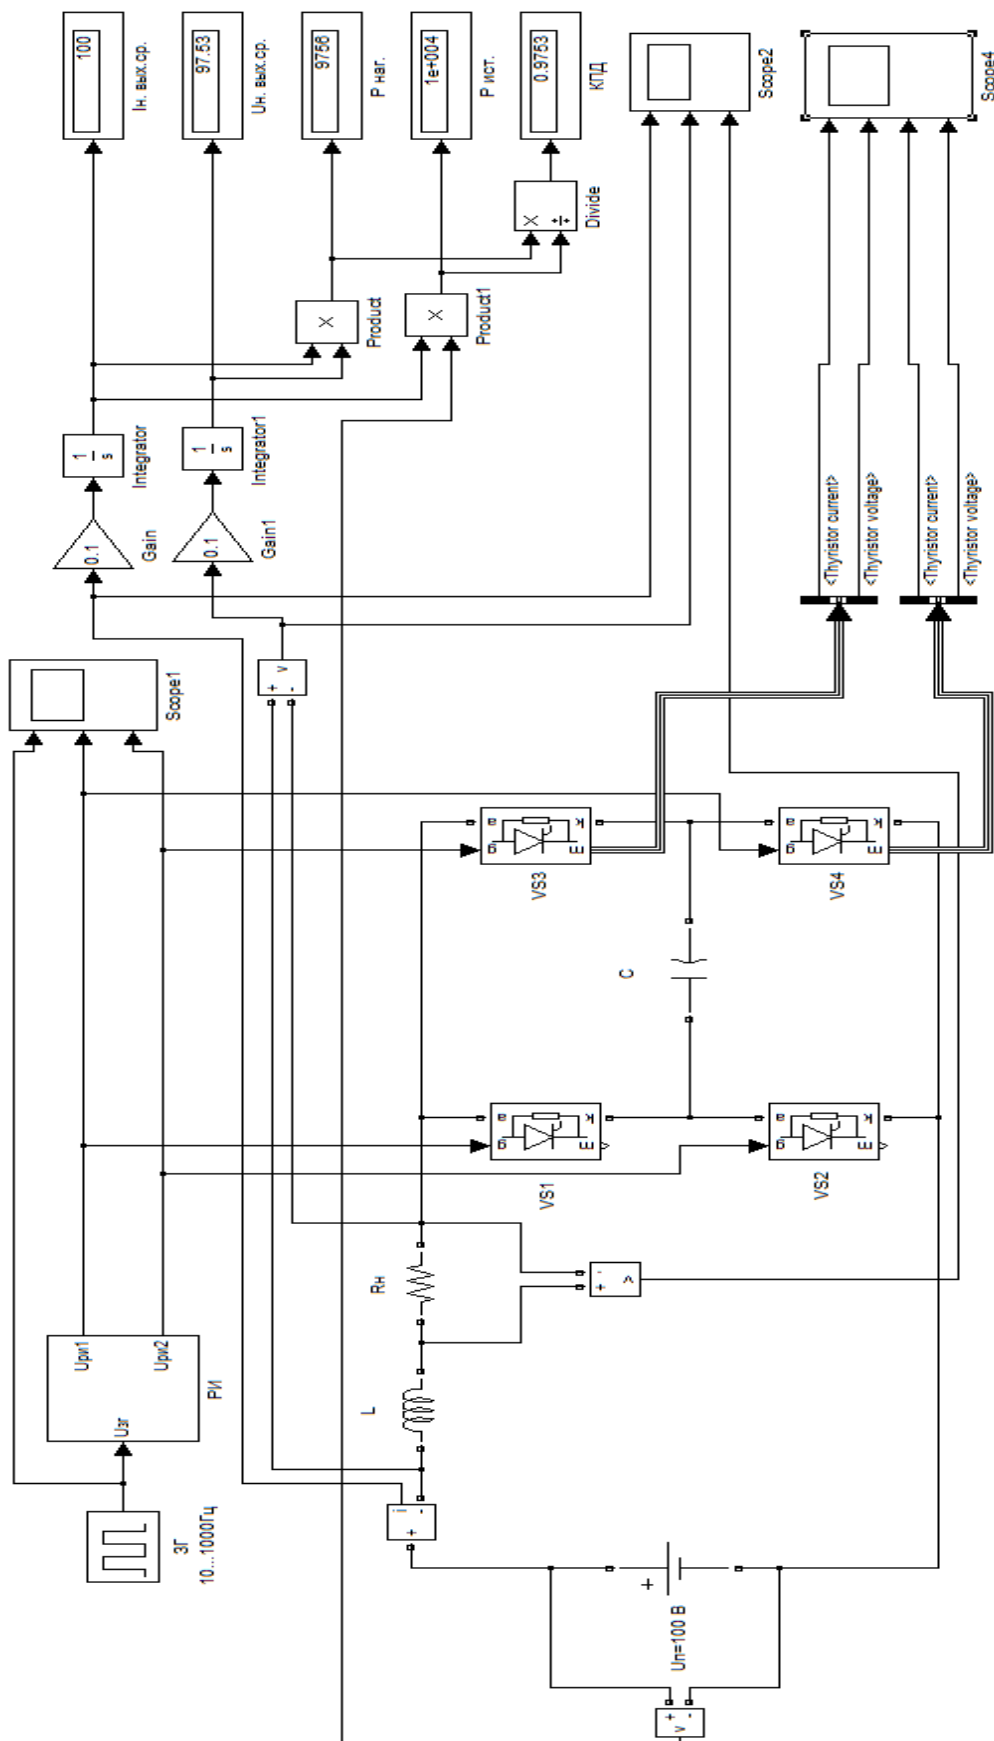 ЗГ
10...1000Гц
Uзг
Uри1
Uри2
РИ
Scope1
0.1
Gain
1
s
Integrator
100
Iн. вых.ср.
0.1
Gain1
1
s
Integrator1
97.53
Uн. вых.ср.
×
Product
9756
P наг.
×
Product1
1e+004
P ист.
×
÷
Divide
0.9753
КПД
Scope2
Scope4
+
-
v
i
+
-
L
Rн
+
-
v
VS1
g
a
k
m
VS3
g
a
k
m
C
VS2
g
a
k
m
VS4
g
a
k
m
<Thyristor current>
<Thyristor voltage>
<Thyristor current>
<Thyristor voltage>
+
Uп=100 В
v
+
-